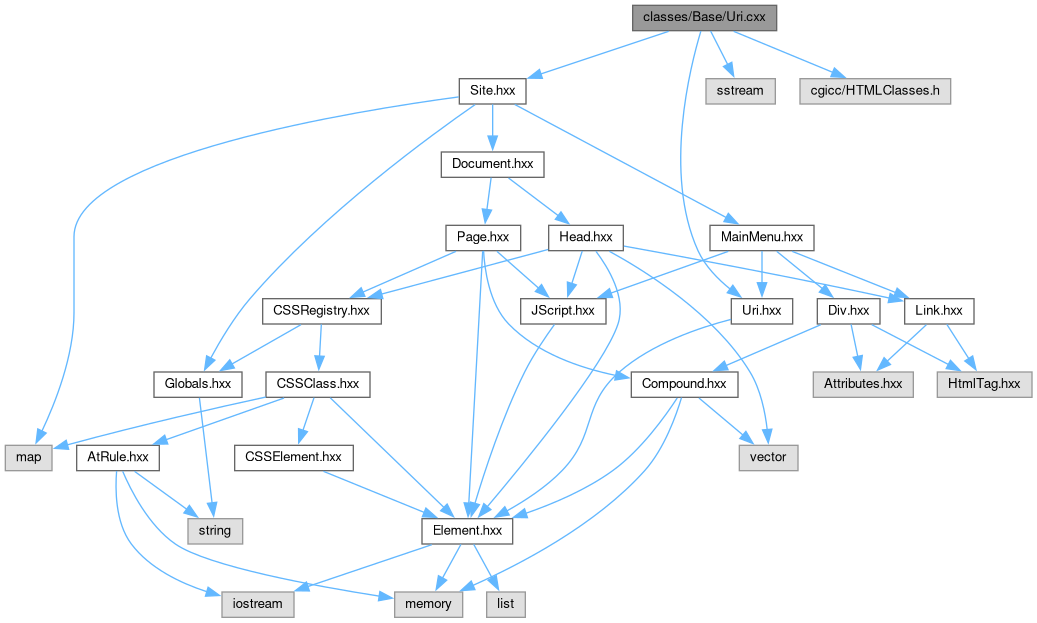 classes/Base/Uri.cxx
Site.hxx
sstream
cgicc/HTMLClasses.h
Document.hxx
Page.hxx
Head.hxx
MainMenu.hxx
CSSRegistry.hxx
JScript.hxx
Uri.hxx
Div.hxx
Link.hxx
Globals.hxx
CSSClass.hxx
Compound.hxx
Attributes.hxx
HtmlTag.hxx
map
AtRule.hxx
CSSElement.hxx
vector
string
Element.hxx
iostream
memory
list